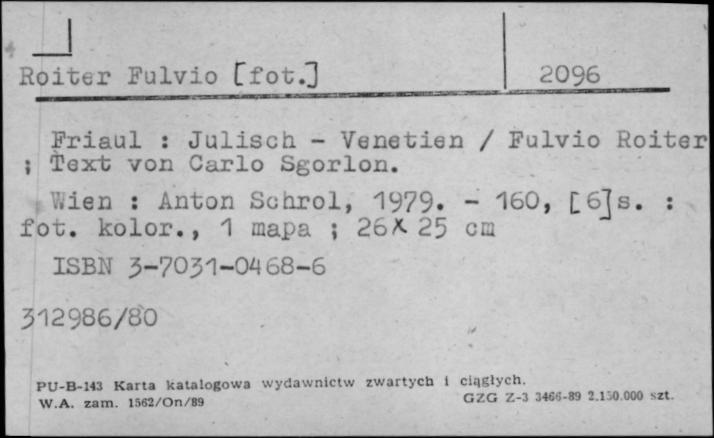 Roiter Fulvio [fot.] 2096
Friaul : Julisch - Venetien / Fulvio Roiter
; Text von Carlo Sgorlon.
Wien : Anton Schrol, 1979. - 160, [6]s. :
fot. kolor., 1 mapa ; 26X25 cm
ISBN 3-7031-0468-6
312986/80
PU-B-143 Karta katalogowa wydawnictw zwartych i ciągłych.
W.A. zam. 1562/On/89 GZG Z-3 3466-89 2.150.000 szt.